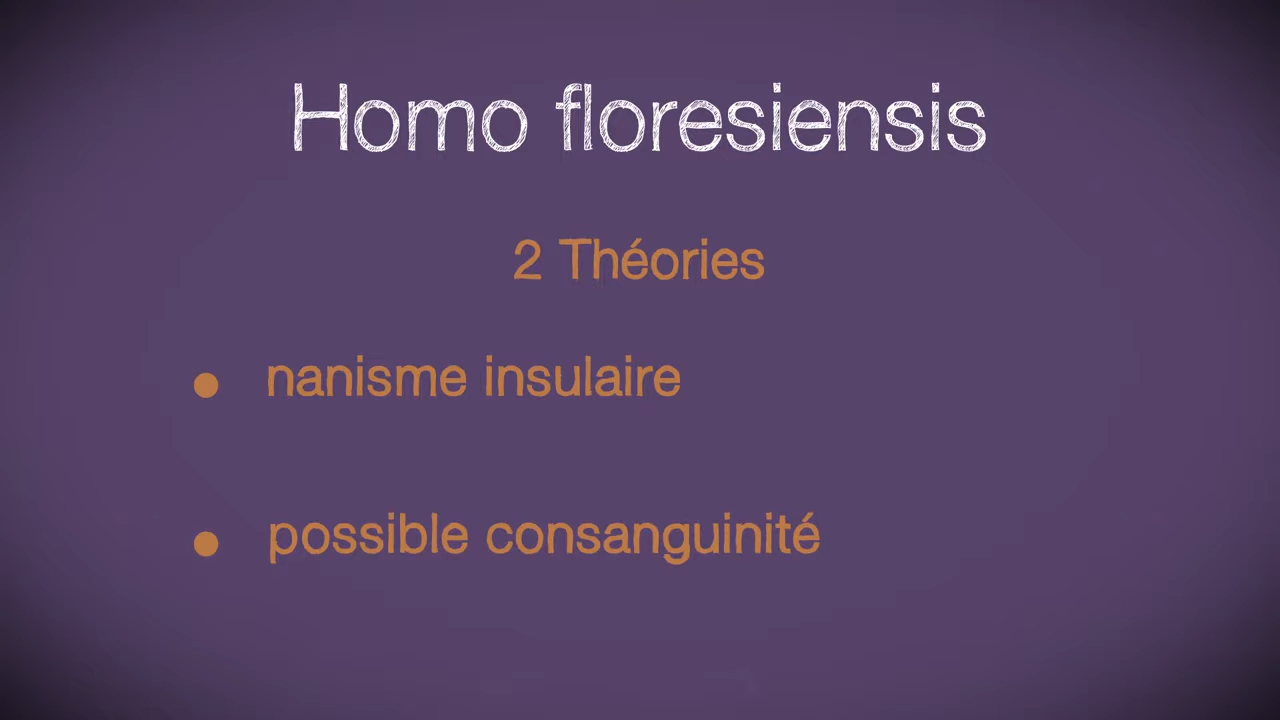 Homo floresiensis
2 Théories
• nanisme insulaire
• possible consanguinité